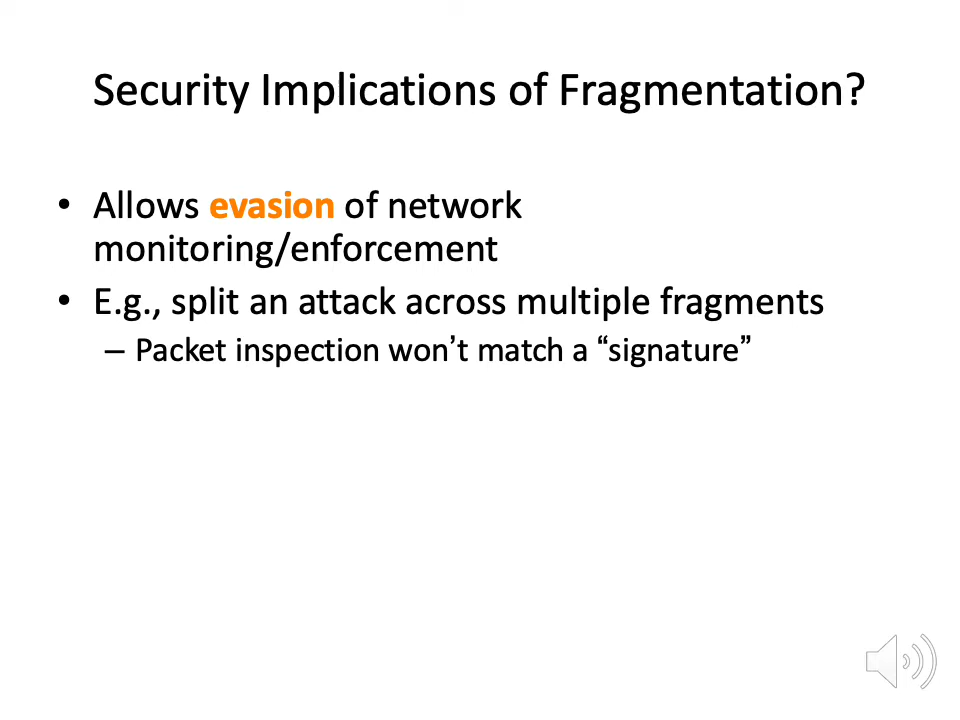 Security Implications of Fragmentation?
• Allows evasion of network
monitoring/enforcement
• E.g., split an attack across multiple fragments
– Packet inspection won’t match a “signature”